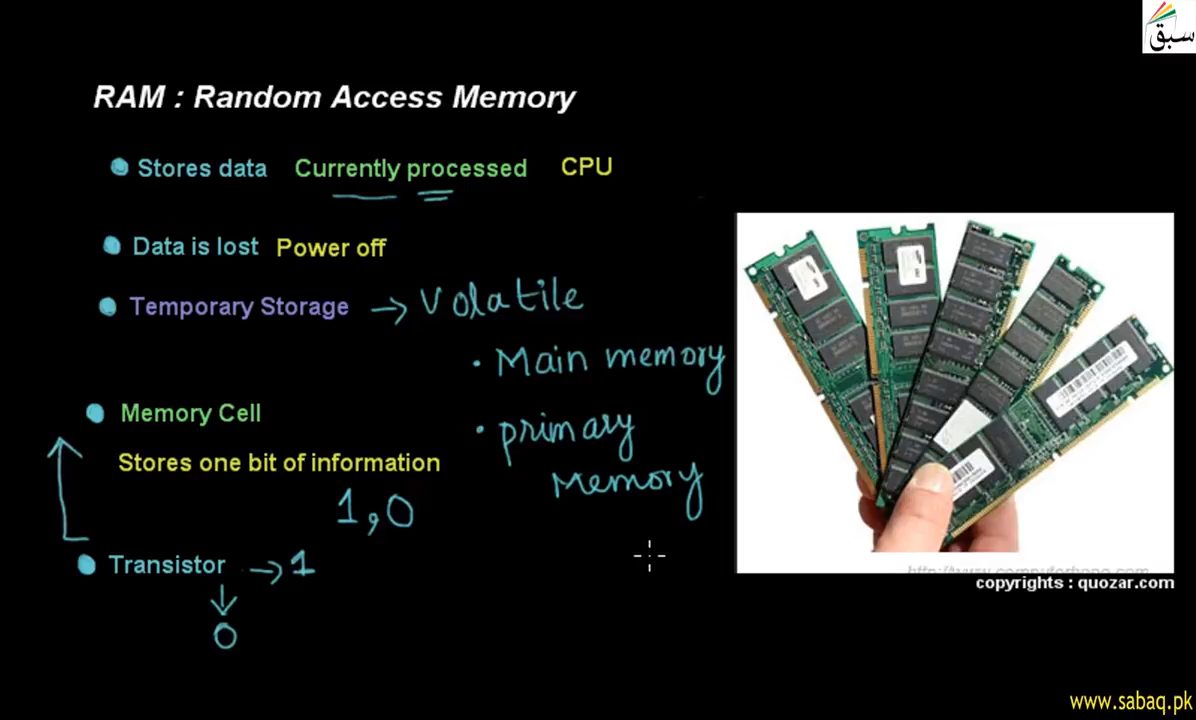 سبق
RAM : Random Access Memory
Stores data Currently processed CPU
Data is lost Power off
Temporary Storage → Volatile
• Main memory
Memory Cell
• primary
Memory
Stores one bit of information
1,0
Transistor → 1
↓
0
copyrights : quozar.com
www.sabaq.pk